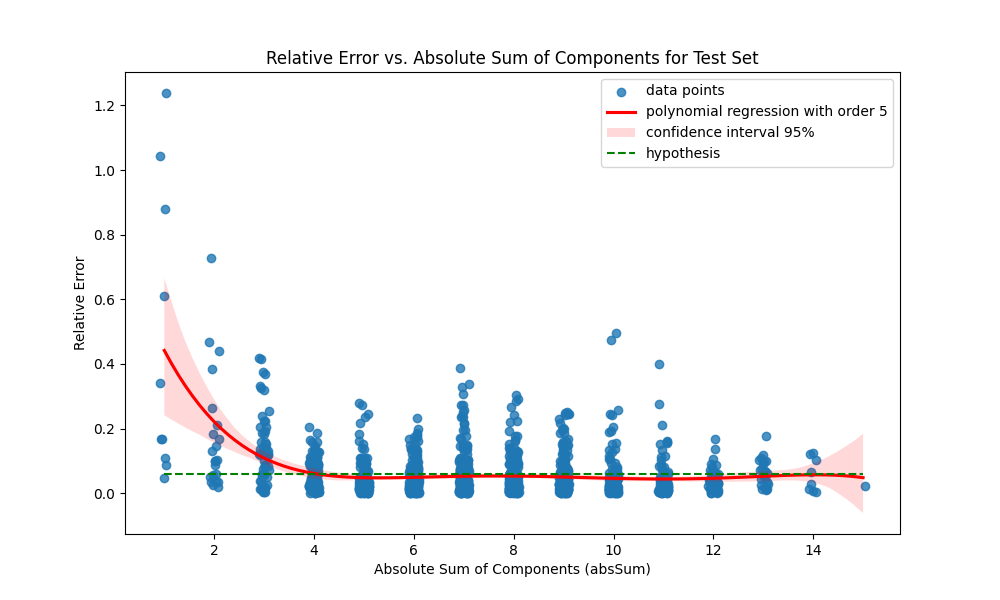 Relative Error vs. Absolute Sum of Components for Test Set
data points
polynomial regression with order 5
confidence interval 95%
hypothesis
Relative Error
1.2
1.0
0.8
0.6
0.4
0.2
0.0
2 4 6 8 10 12 14
Absolute Sum of Components (absSum)